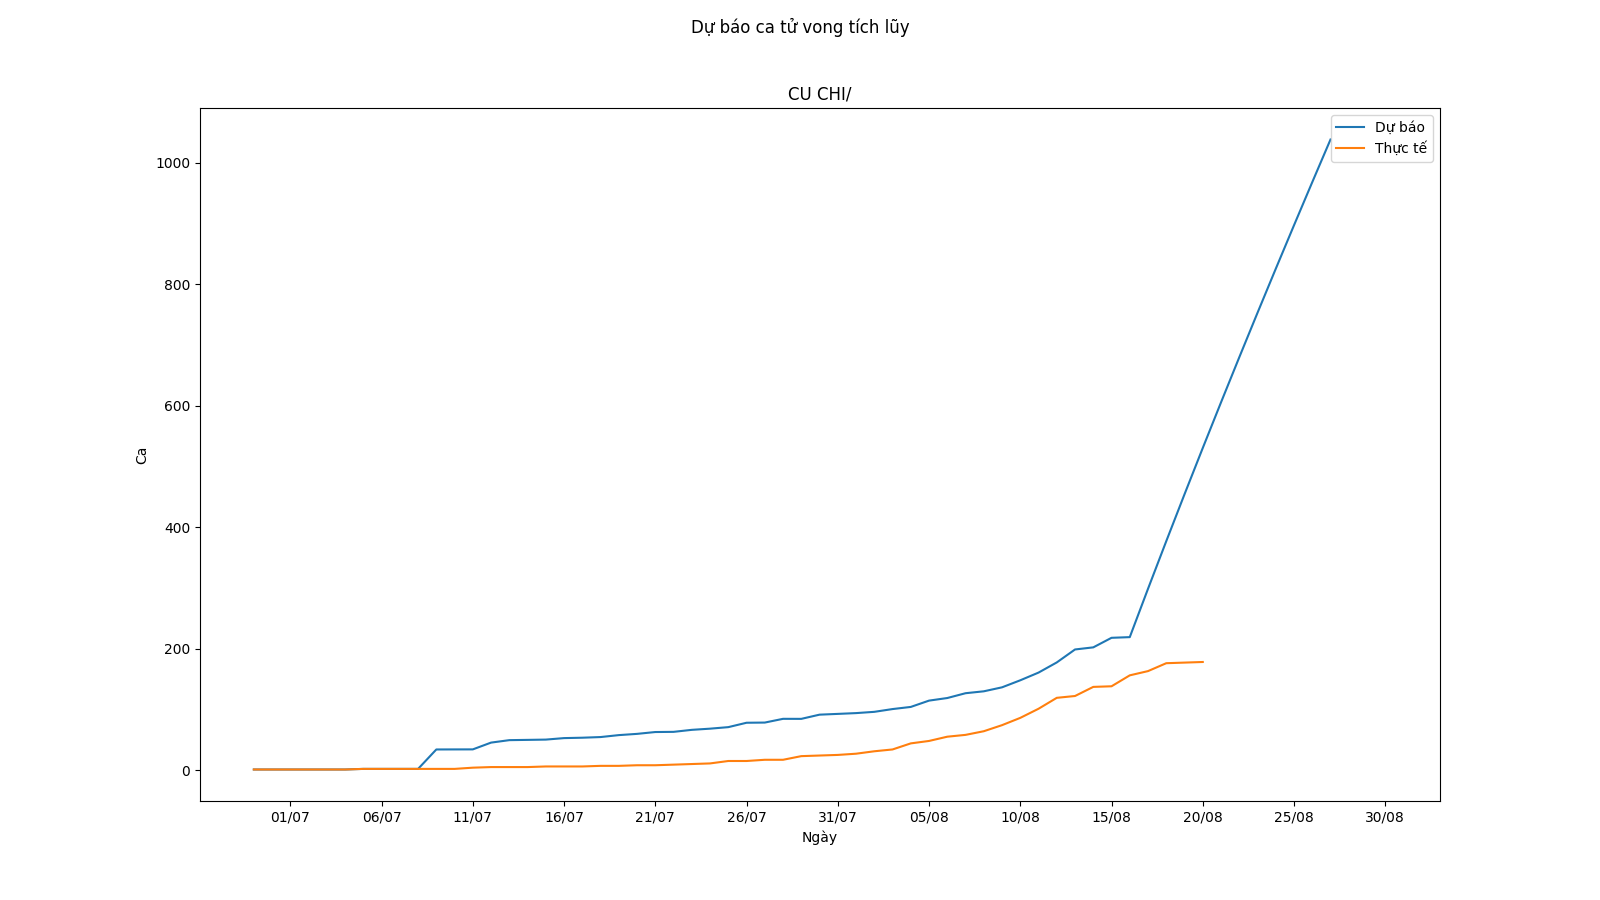 Dự báo ca tử vong tích lũy
CU CHI/
Dự báo
Thực tế
1000
800
600
400
200
0
Ca
01/07 06/07 11/07 16/07 21/07 26/07 31/07 05/08 10/08 15/08 20/08 25/08 30/08
Ngày